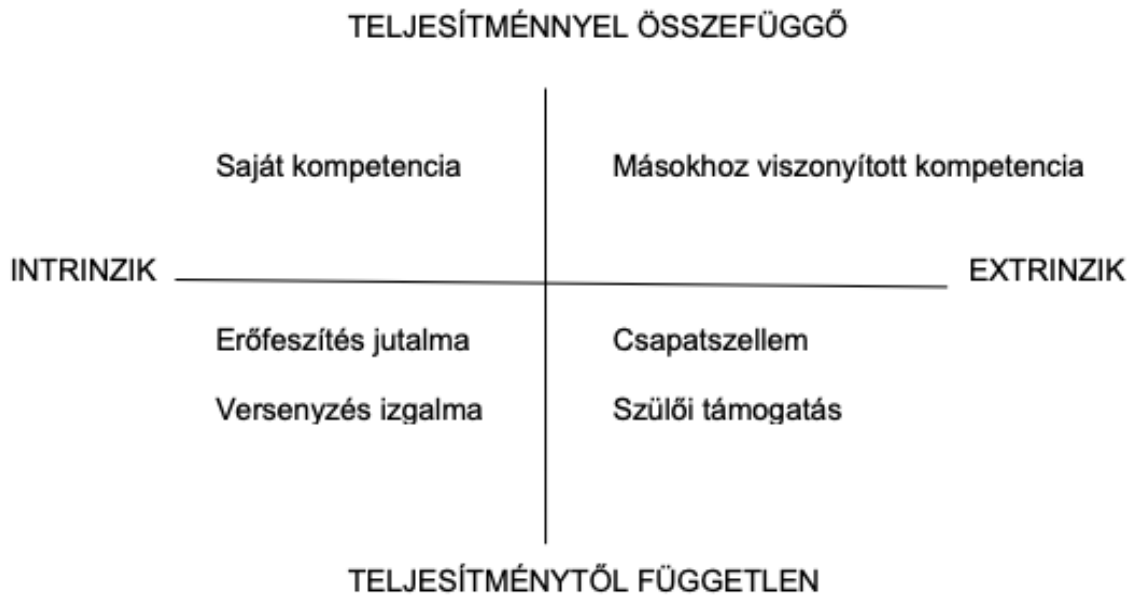 TELJESÍTMÉNNYEL ÖSSZEFÜGGŐ
Saját kompetencia
Másokhoz viszonyított kompetencia
INTRINZIK
EXTRINZIK
Erőfeszítés jutalma
Csapatszellem
Versenyzés izgalma
Szülői támogatás
TELJESÍTMÉNYTŐL FÜGGETLEN